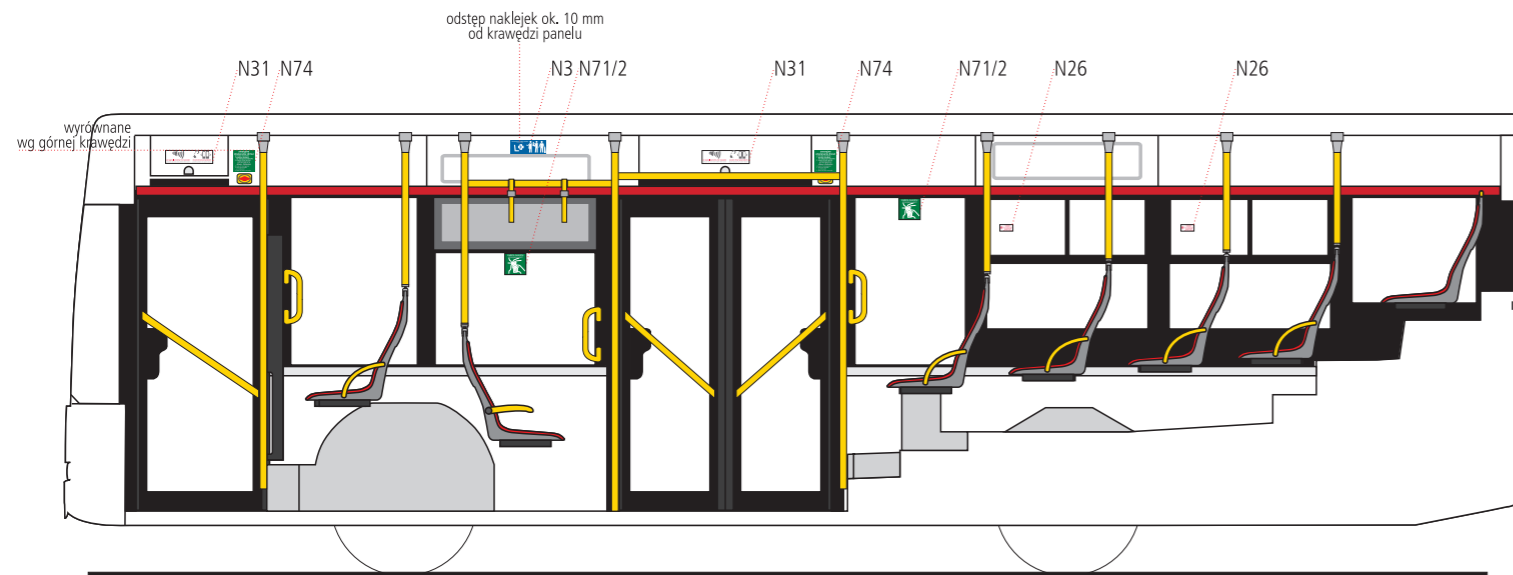 odstęp naklejek ok. 10 mm
od krawędzi panelu
N31 N74 N3 N71/2 N31 N74 N71/2 N26 N26
wyrównane
wg górnej krawędzi